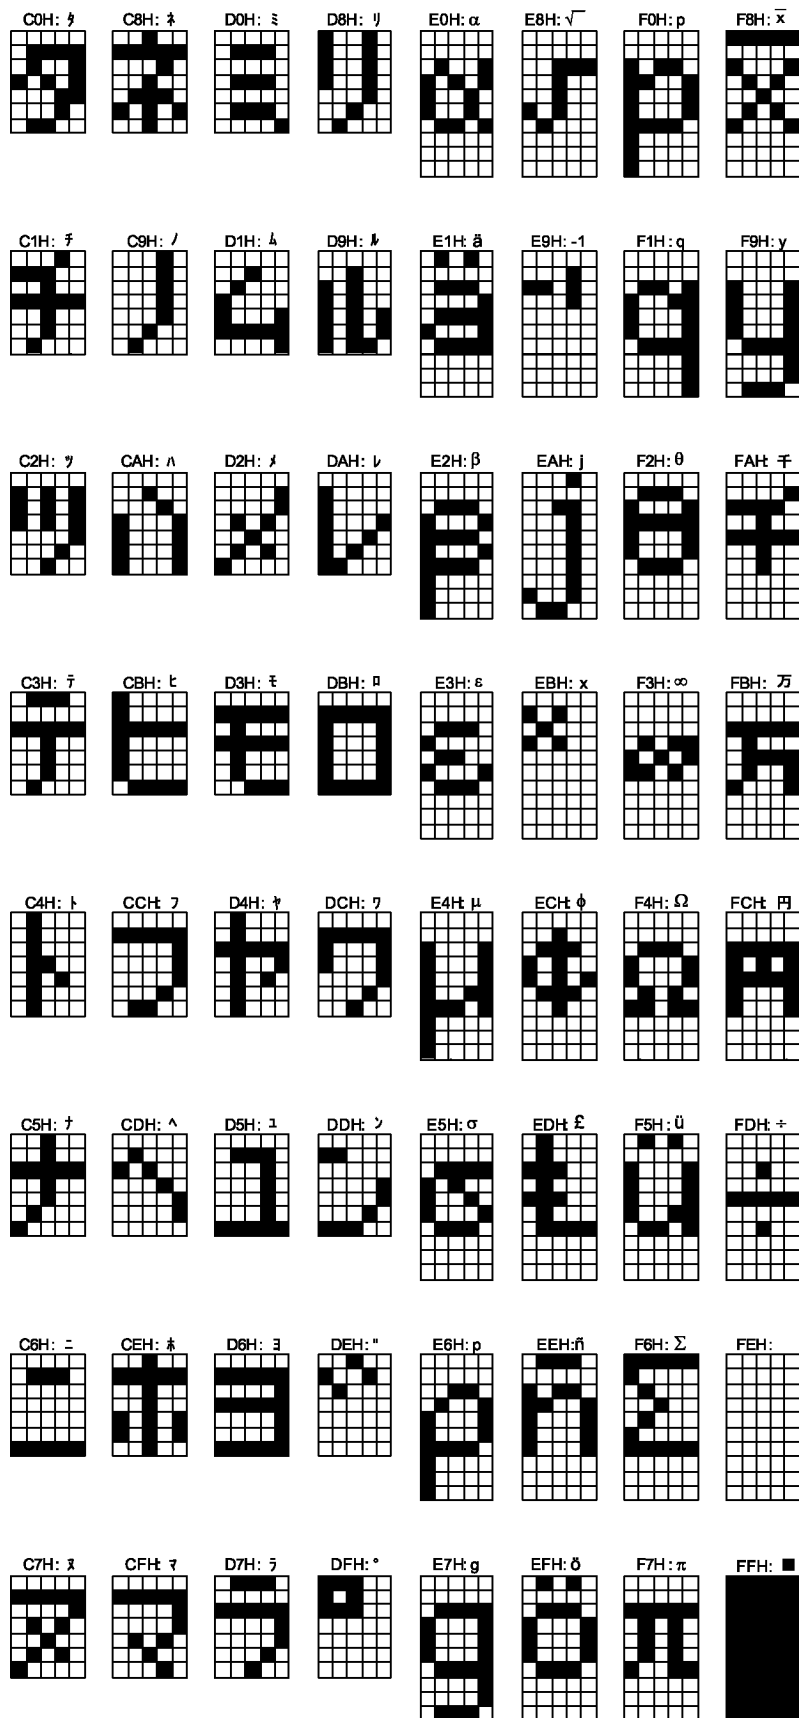 C0H: ﾀ C8H: ﾈ D0H: ﾐ D8H: ﾘ E0H: α E8H: √ F0H: p F8H: x̅
C1H: ﾁ C9H: ﾉ D1H: ﾑ D9H: ﾙ E1H: ä E9H: -1 F1H: q F9H: y
C2H: ﾂ CAH: ﾊ D2H: ﾒ DAH: ﾚ E2H: β EAH: j F2H: θ FAH: 千
C3H: ﾃ CBH: ﾋ D3H: ﾓ DBH: ﾛ E3H: ε EBH: x F3H: ∞ FBH: 万
C4H: ﾄ CCH: ﾌ D4H: ﾔ DCH: ﾜ E4H: μ ECH: ϕ F4H: Ω FCH: 円
C5H: ﾅ CDH: ﾍ D5H: ﾕ DDH: ﾝ E5H: σ EDH: £ F5H: ü FDH: ÷
C6H: ﾆ CEH: ﾎ D6H: ﾖ DEH: " E6H: p EEH: ñ F6H: Σ FEH:
C7H: ﾇ CFH: ﾏ D7H: ﾗ DFH: ° E7H: g EFH: ö F7H: π FFH: ■